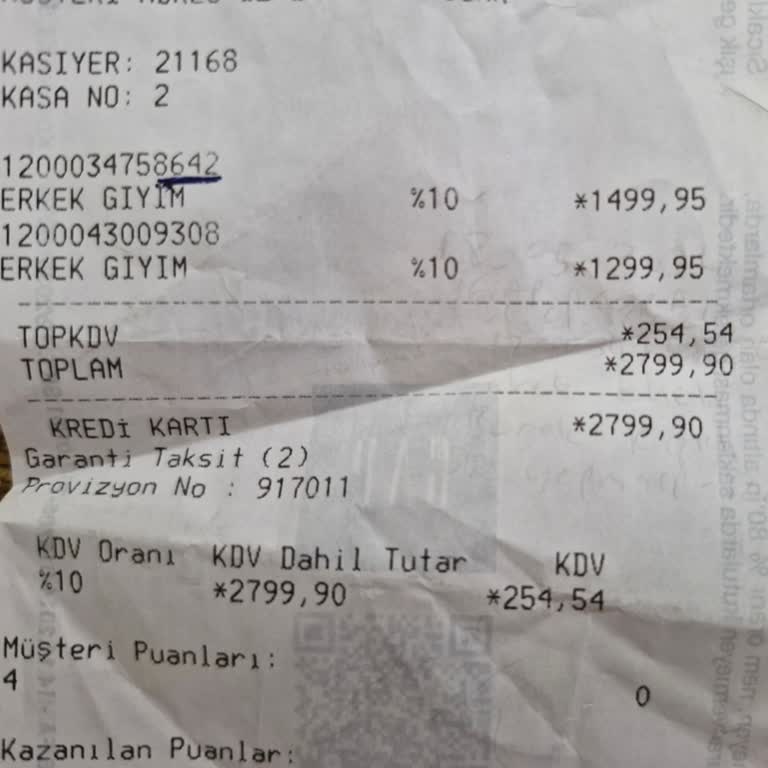 KASIYER: 21168
KASA NO: 2
1200034758642
ERKEK GIYIM %10 *1499,95
1200043009308
ERKEK GIYIM %10 *1299,95
TOPKDV *254,54
TOPLAM *2799,90
KREDİ KARTI *2799,90
Garanti Taksit (2)
Provizyon No : 917011
KDV Oranı KDV Dahil Tutar KDV
%10 *2799,90 *254,54
Müşteri Puanları:
4
0
Kazanılan Puanlar: